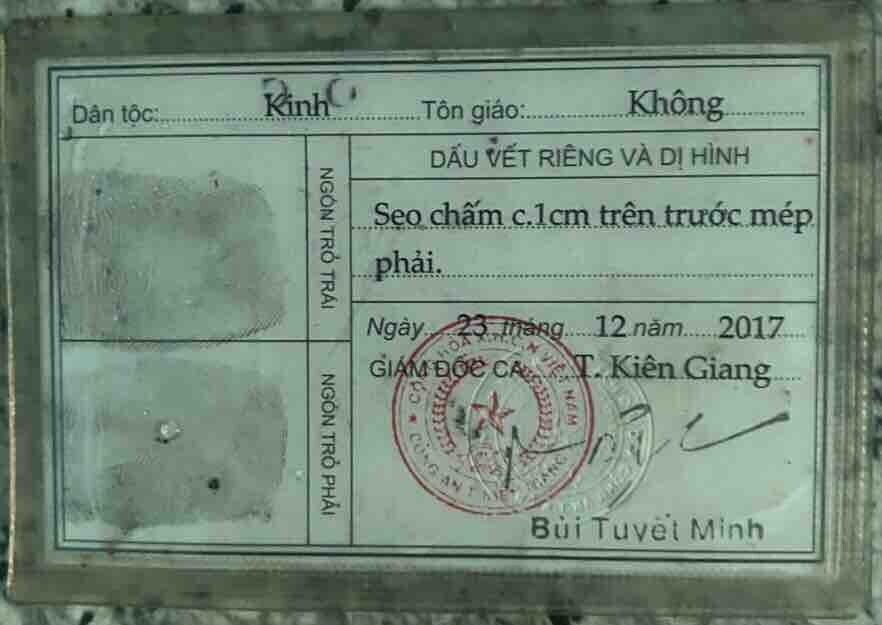 Dân tộc: Kinh Tôn giáo: Không
NGÓN TRỎ TRÁI
NGÓN TRỎ PHẢI
DẤU VẾT RIÊNG VÀ DỊ HÌNH
Sẹo chấm c.1cm trên trước mép
phải.
Ngày 23 tháng 12 năm 2017
GIÁM ĐỐC CA T. Kiên Giang
Bùi Tuyết Minh